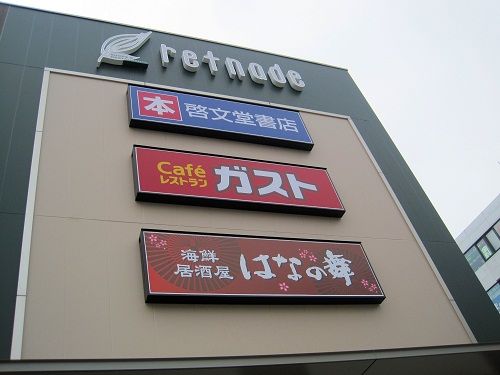 retnode
本 啓文堂書店
Café
レストラン ガスト
海鮮
居酒屋 はなの舞